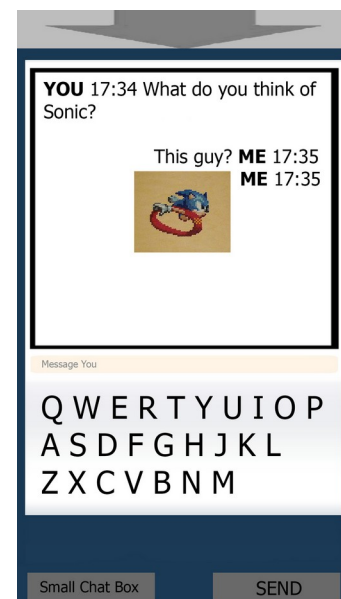 YOU 17:34 What do you think of
Sonic?
This guy? ME 17:35
ME 17:35
Message You
Q W E R T Y U I O P
A S D F G H J K L
Z X C V B N M
Small Chat Box
SEND